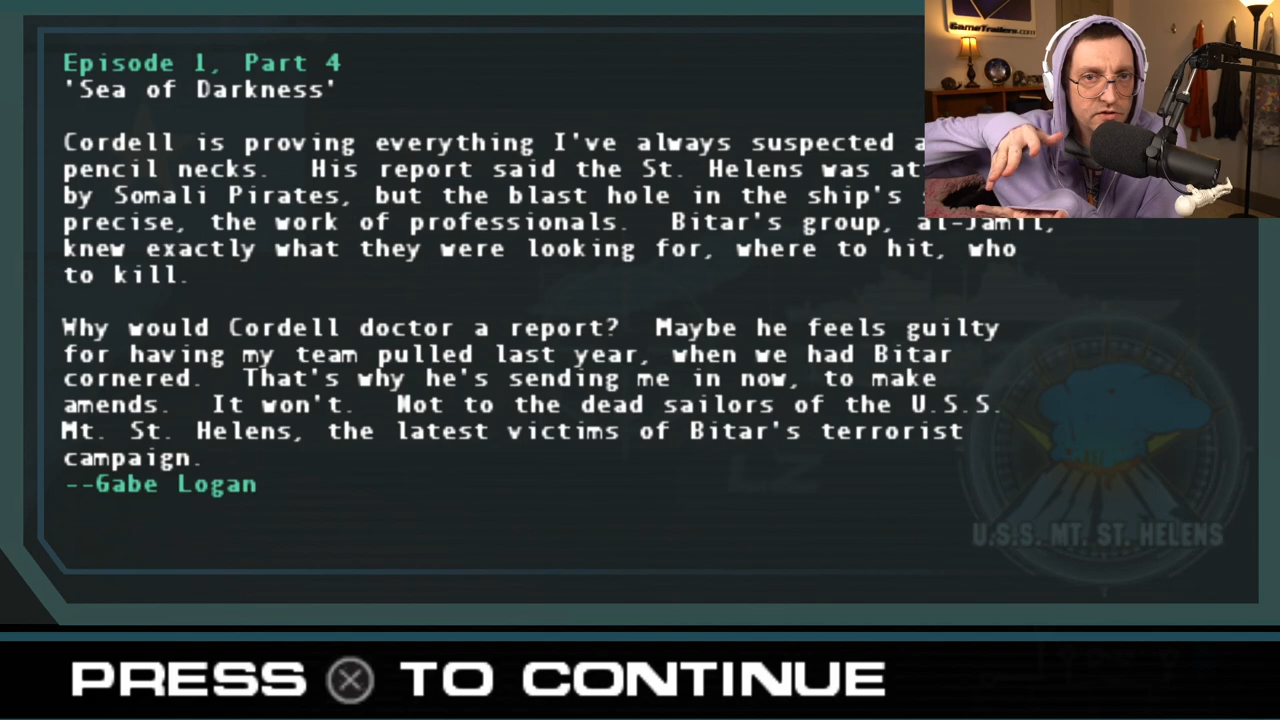 Episode 1, Part 4
'Sea of Darkness'
Cordell is proving everything I've always suspected
pencil necks. His report said the St. Helens was
by Somali Pirates, but the blast hole in the ship's
precise, the work of professionals. Bitar's group, al-Jamil,
knew exactly what they were looking for, where to hit, who
to kill.
Why would Cordell doctor a report? Maybe he feels guilty
for having my team pulled last year, when we had Bitar
cornered. That's why he's sending me in now, to make
amends. It won't. Not to the dead sailors of the U.S.S.
Mt. St. Helens, the latest victims of Bitar's terrorist
campaign.
--Gabe Logan
U.S.S. MT. ST. HELENS
PRESS X TO CONTINUE
GameTrailers.com